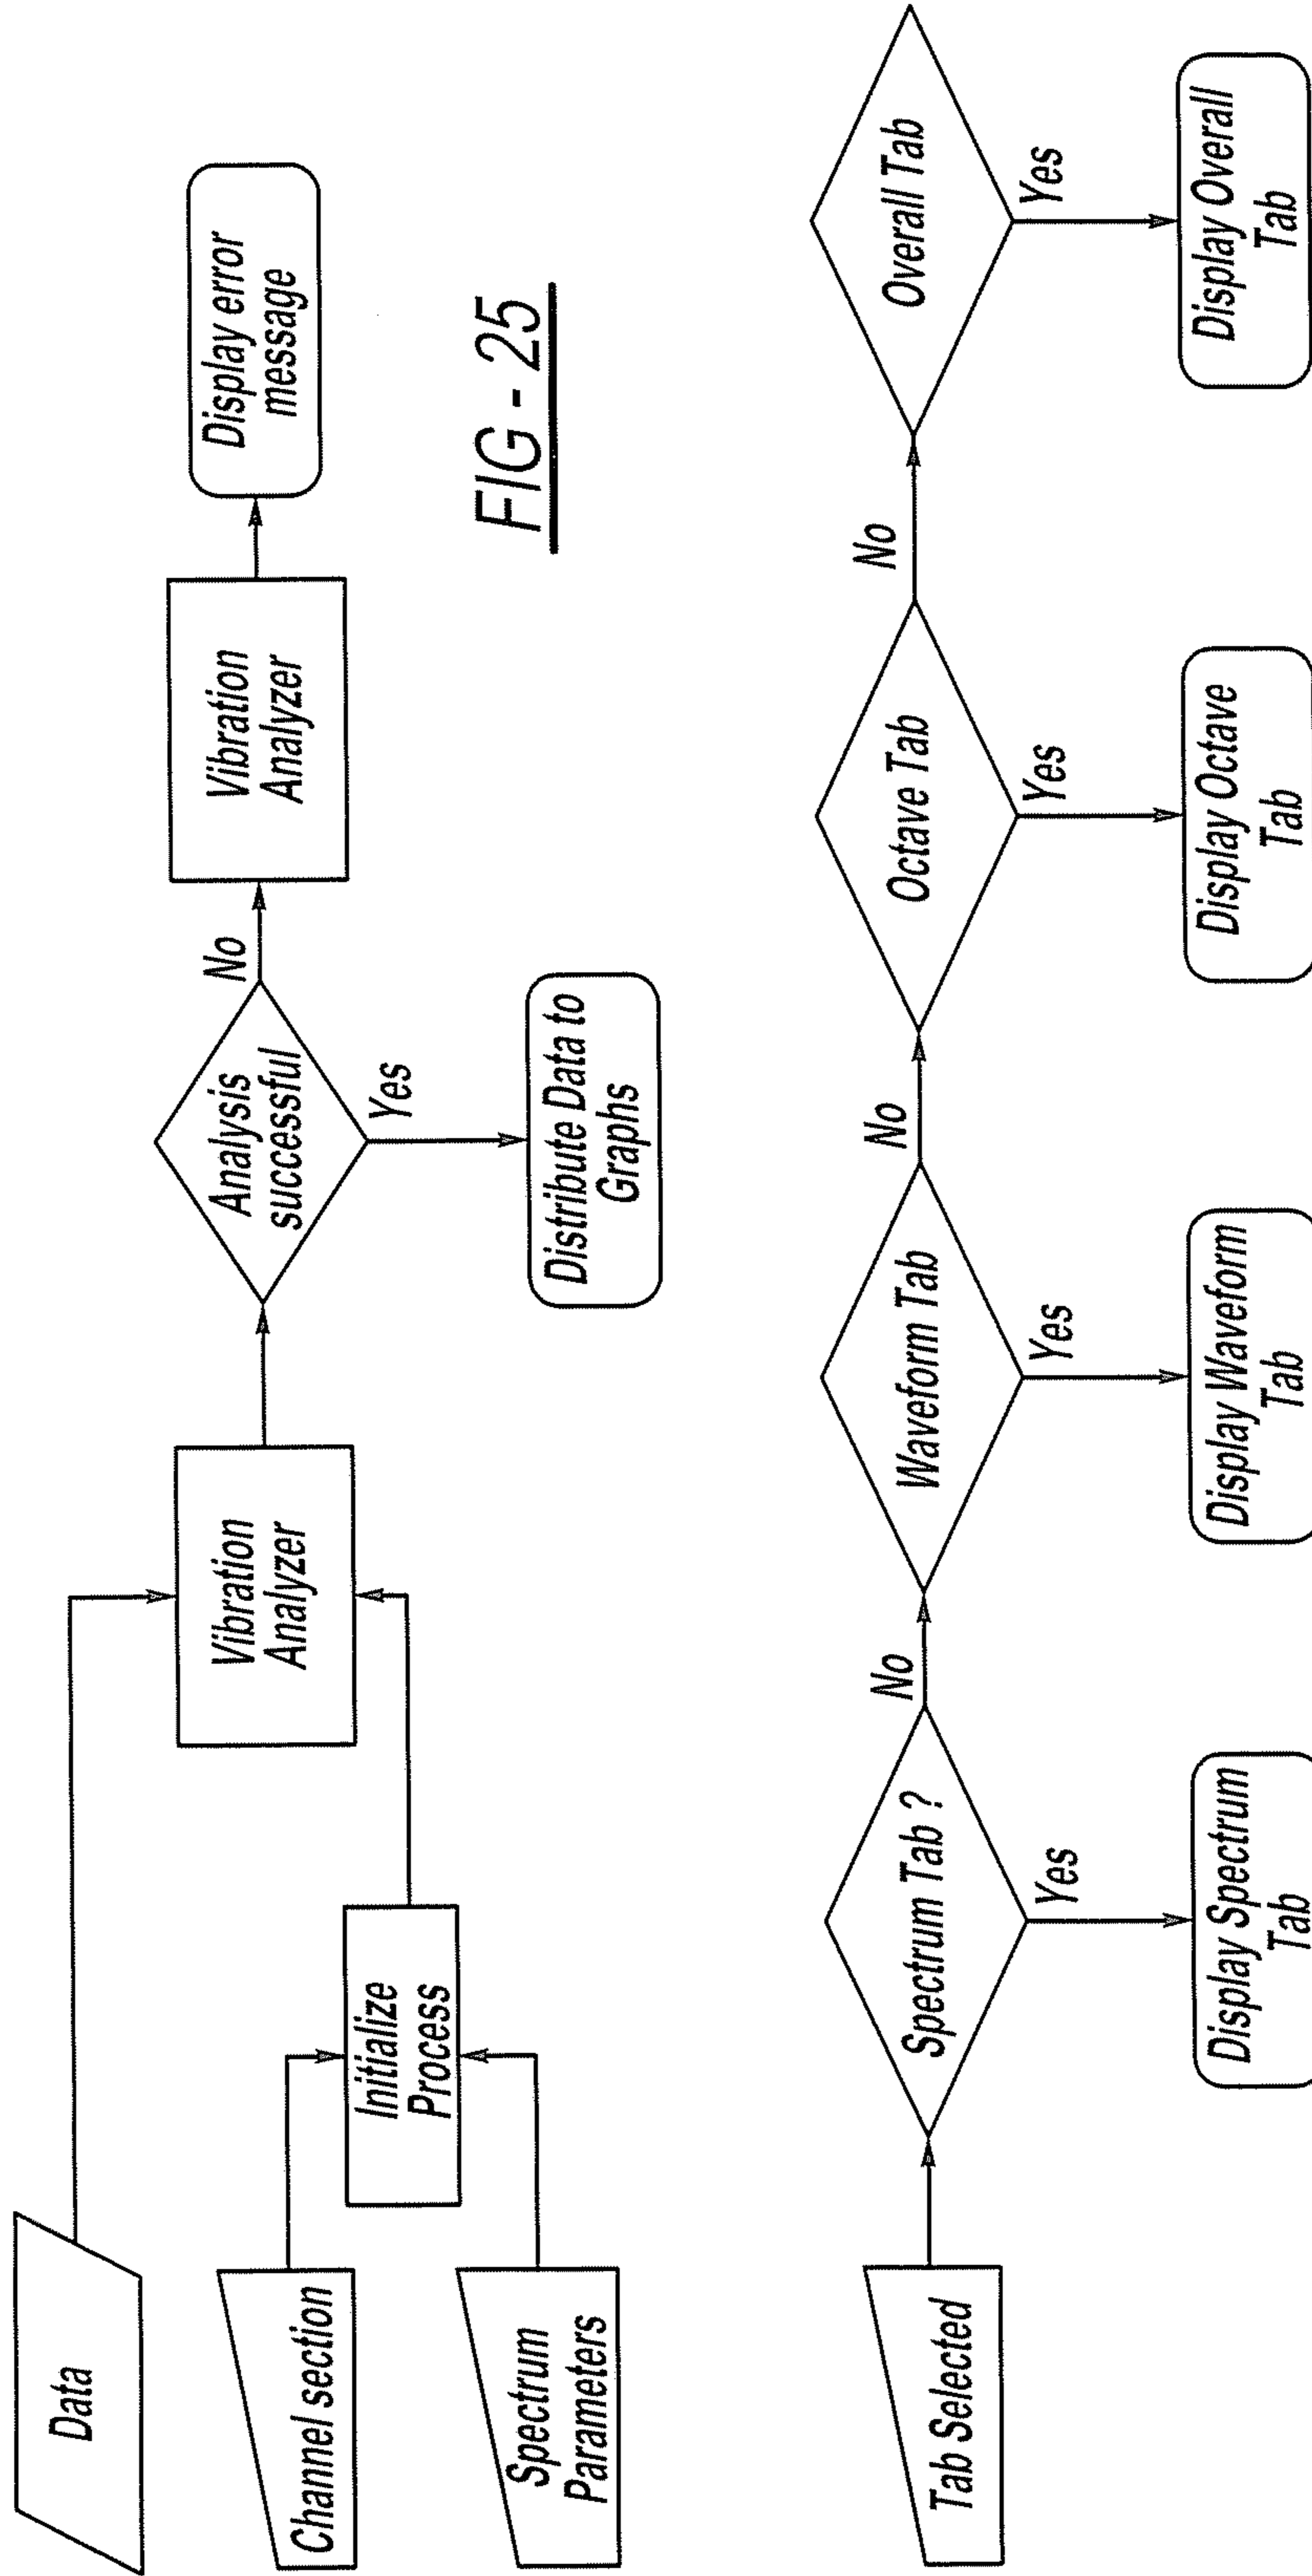 Data
Channel section
Spectrum
Parameters
Initialize
Process
Vibration
Analyzer
Analysis
successful
No
Yes
Distribute Data to
Graphs
Vibration
Analyzer
Display error
message
FIG - 25
Tab Selected
Spectrum Tab ?
No
Yes
Display Spectrum
Tab
Waveform Tab
No
Yes
Display Waveform
Tab
Octave Tab
No
Yes
Display Octave
Tab
Overall Tab
Yes
Display Overall
Tab